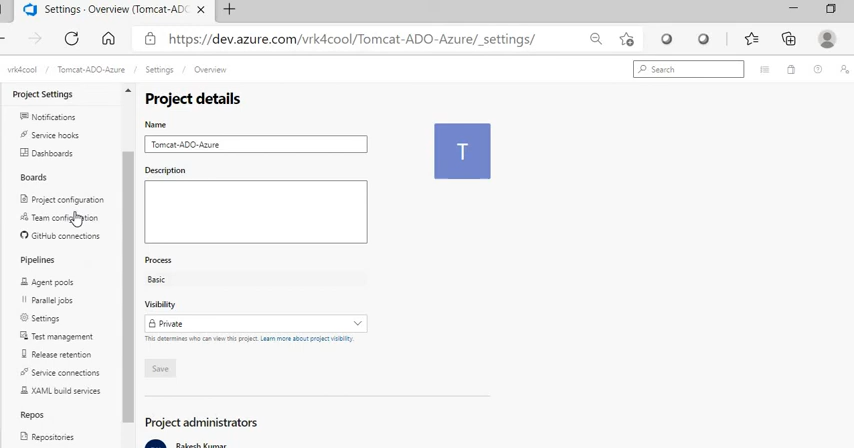 Settings · Overview (Tomcat-ADO
https://dev.azure.com/vrk4cool/Tomcat-ADO-Azure/_settings/
vrk4cool / Tomcat-ADO-Azure / Settings / Overview
Search
Project Settings
Notifications
Service hooks
Dashboards
Boards
Project configuration
Team configuration
GitHub connections
Pipelines
Agent pools
Parallel jobs
Settings
Test management
Release retention
Service connections
XAML build services
Repos
Repositories
Project details
Name
Tomcat-ADO-Azure
T
Description
Process
Basic
Visibility
Private
This determines who can view this project. Learn more about project visibility.
Save
Project administrators
Rakesh Kumar